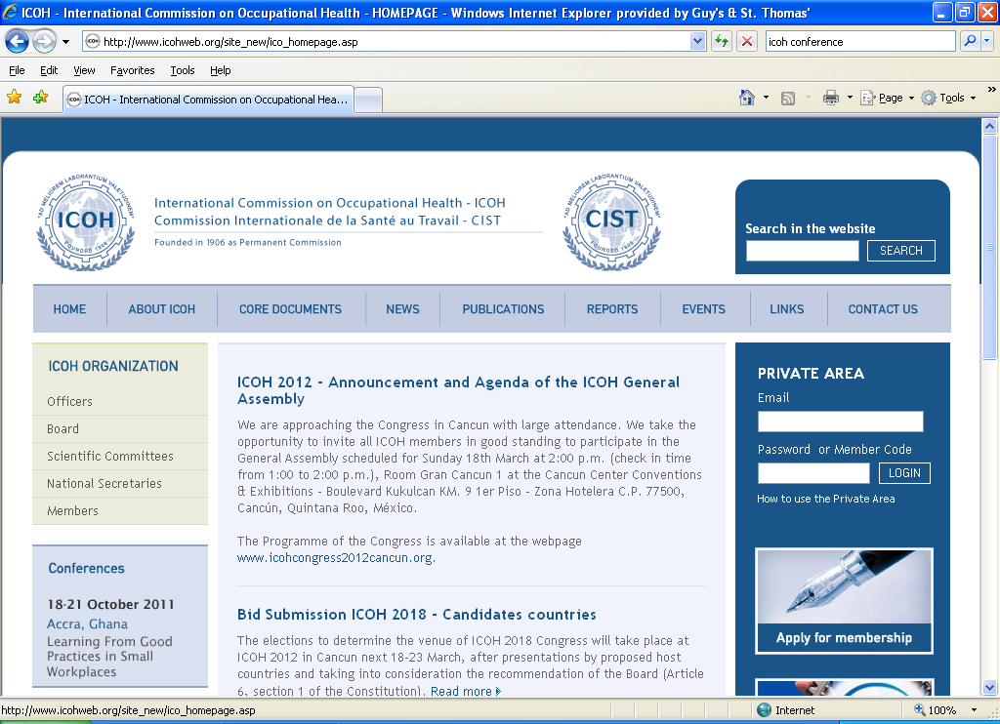 ICOH - International Commission on Occupational Health - HOMEPAGE - Windows Internet Explorer provided by Guy's & St. Thomas'
http://www.icohweb.org/site_new/ico_homepage.asp
icoh conference
File Edit View Favorites Tools Help
ICOH - International Commission on Occupational Hea...
Page Tools
"AD MELIOREM LABORANTIUM VALETUDINEM"
ICOH
FOUNDED IN 1906
International Commission on Occupational Health - ICOH
Commission Internationale de la Santé au Travail - CIST
Founded in 1906 as Permanent Commission
"AD MELIOREM LABORANTIUM VALETUDINEM"
CIST
Search in the website
SEARCH
HOME ABOUT ICOH CORE DOCUMENTS NEWS PUBLICATIONS REPORTS EVENTS LINKS CONTACT US
ICOH ORGANIZATION
Officers
Board
Scientific Committees
National Secretaries
Members
Conferences
18-21 October 2011
Accra, Ghana
Learning From Good
Practices in Small
Workplaces
ICOH 2012 - Announcement and Agenda of the ICOH General
Assembly
We are approaching the Congress in Cancun with large attendance. We take the
opportunity to invite all ICOH members in good standing to participate in the
General Assembly scheduled for Sunday 18th March at 2:00 p.m. (check in time
from 1:00 to 2:00 p.m.), Room Gran Cancun 1 at the Cancun Center Conventions
& Exhibitions - Boulevard Kukulcan KM. 9 1er Piso - Zona Hotelera C.P. 77500,
Cancún, Quintana Roo, México.
The Programme of the Congress is available at the webpage
www.icohcongress2012cancun.org.
Bid Submission ICOH 2018 - Candidates countries
The elections to determine the venue of ICOH 2018 Congress will take place at
ICOH 2012 in Cancun next 18-23 March, after presentations by proposed host
countries and taking into consideration the recommendation of the Board (Article
6, section 1 of the Constitution). Read more
PRIVATE AREA
Email
Password or Member Code
LOGIN
How to use the Private Area
Apply for membership
http://www.icohweb.org/site_new/ico_homepage.asp
Internet
100%